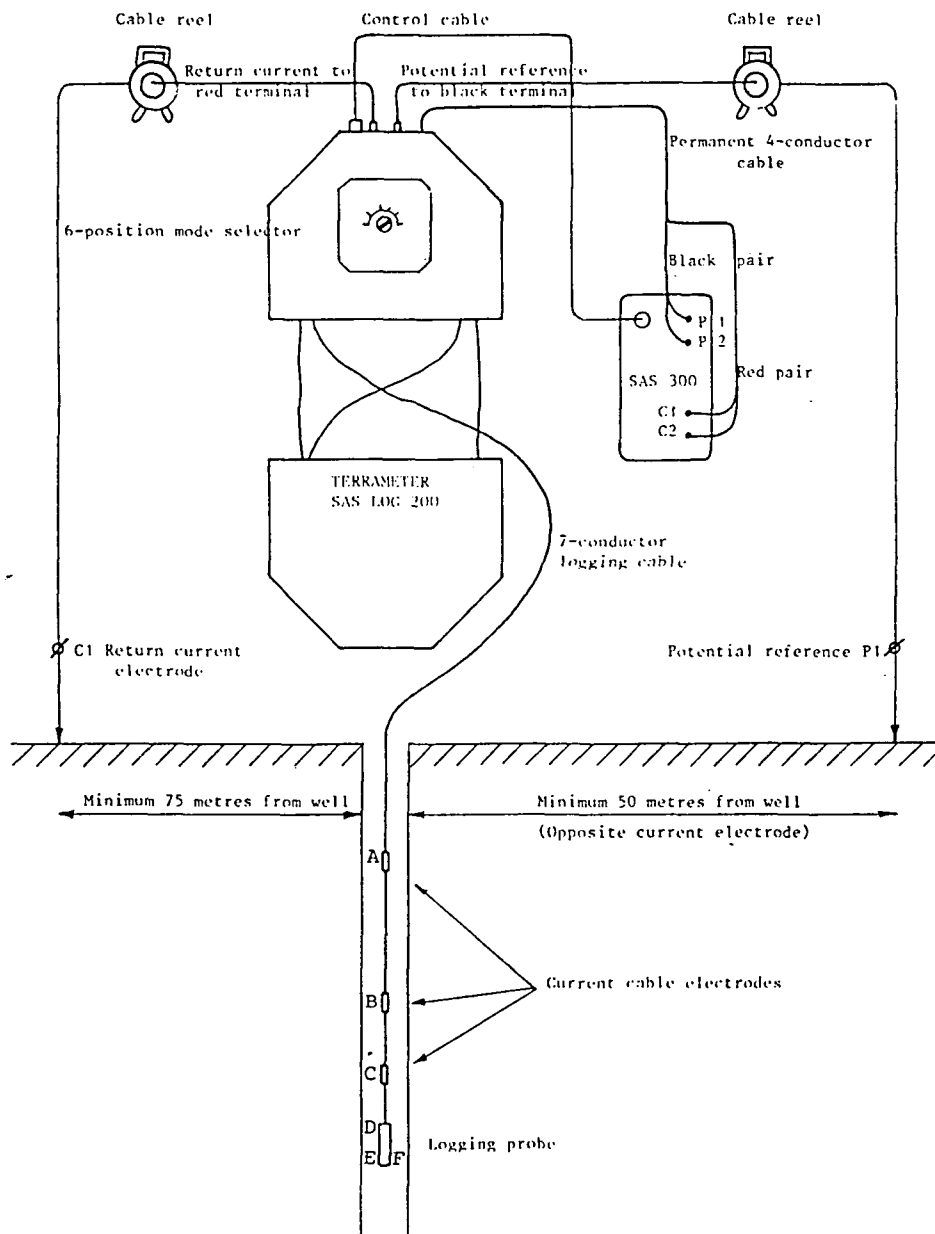 Cable reel
Control cable
Cable reel
Return current to
red terminal
Potential reference
to black terminal
Permanent 4-conductor
cable
6-position mode selector
Black pair
P 1
P 2
SAS 300
Red pair
C1
C2
TERRAMETER
SAS LOG 200
7-conductor
logging cable
C1 Return current
electrode
Potential reference P1
Minimum 75 metres from well
Minimum 50 metres from well
(Opposite current electrode)
A
B
Current cable electrodes
C
D
E F
Logging probe